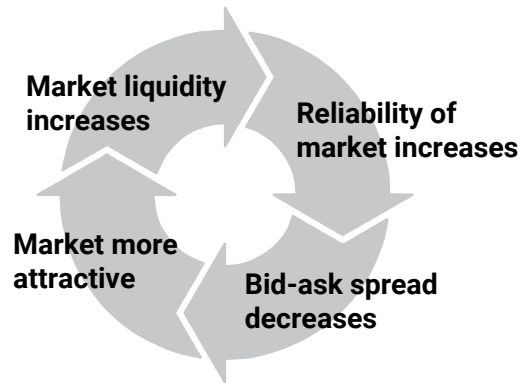 Market liquidity
increases
Reliability of
market increases
Bid-ask spread
decreases
Market more
attractive